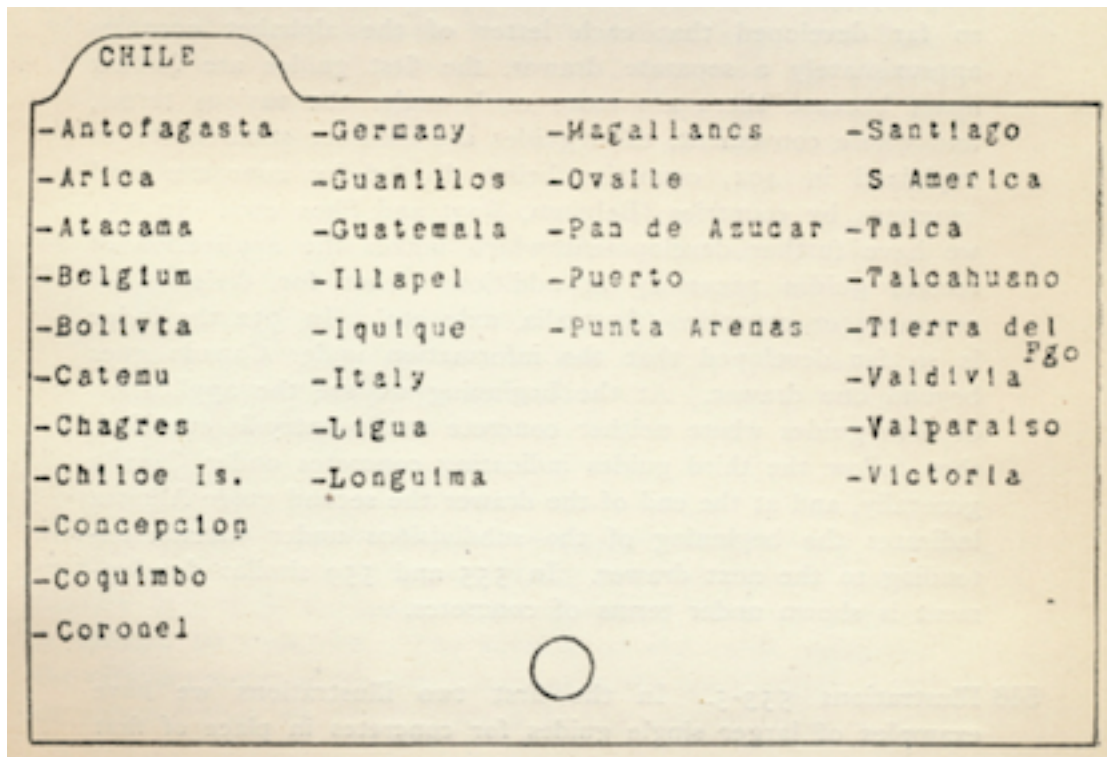 CHILE
-Antofagasta -Germany -Magallanes -Santiago
-Arica -Guanillos -Ovalle S America
-Atacama -Guatemala -Pan de Azucar -Talca
-Belgium -Illapel -Puerto -Talcahuano
-Bolivia -Iquique -Punta Arenas -Tierra del
Fgo
-Catemu -Italy -Valdivia
-Chagres -Ligua -Valparaiso
-Chiloe Is. -Longuima -Victoria
-Concepcion
-Coquimbo
-Coronel